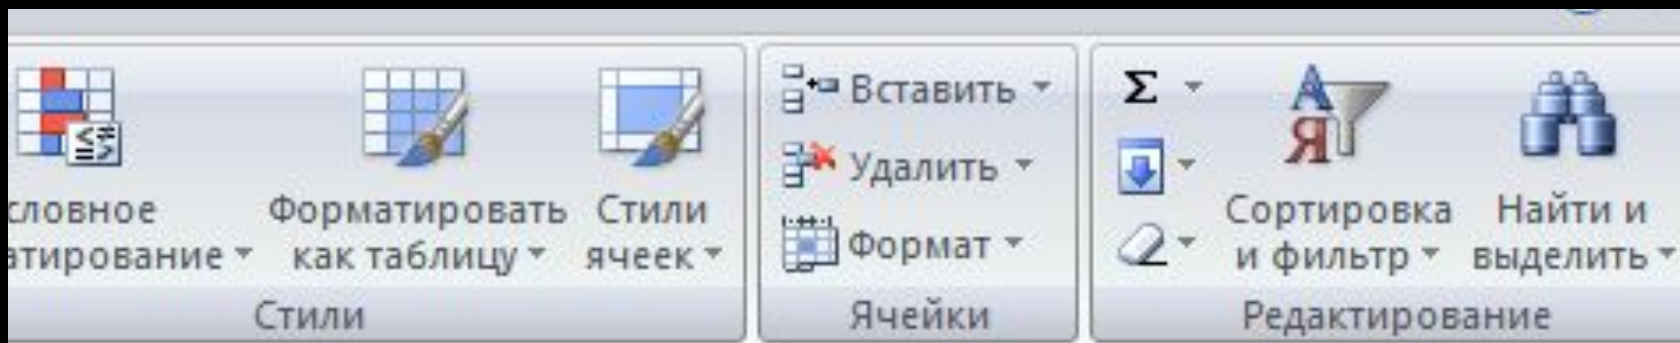 словное
атирование
Форматировать
как таблицу
Стили
ячеек
Стили
Вставить
Удалить
Формат
Ячейки
Σ
А
Я
Сортировка
и фильтр
Найти и
выделить
Редактирование